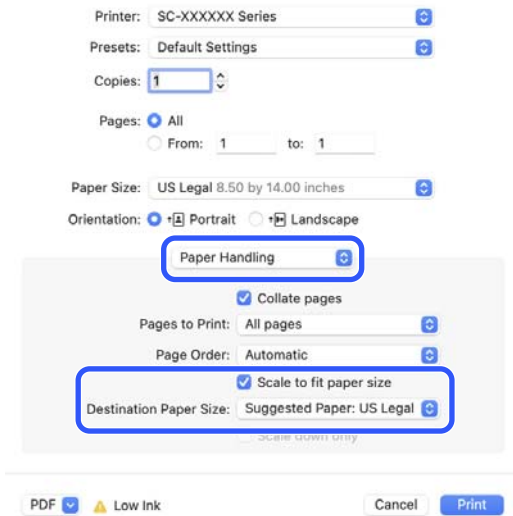 Printer: SC-XXXXXX Series
Presets: Default Settings
Copies: 1
Pages: All
From: 1 to: 1
Paper Size: US Legal 8.50 by 14.00 inches
Orientation: Portrait Landscape
Paper Handling
Collate pages
Pages to Print: All pages
Page Order: Automatic
Scale to fit paper size
Destination Paper Size: Suggested Paper: US Legal
Scale down only
PDF Low Ink Cancel Print